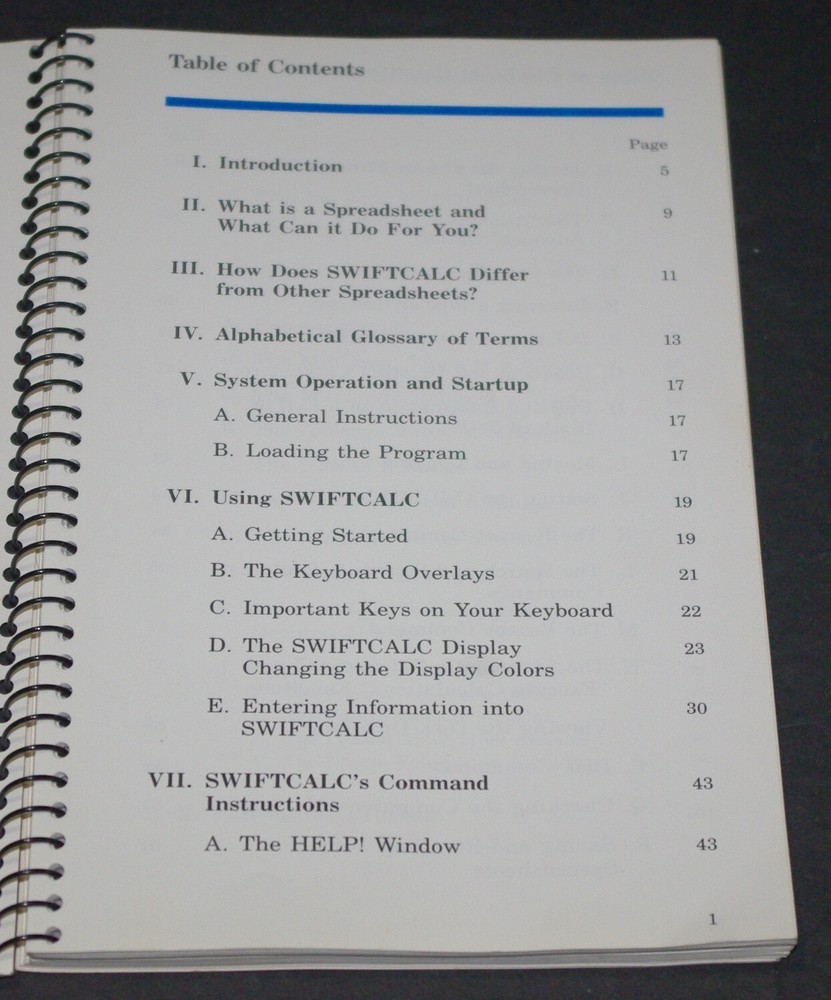 Table of Contents
Page
I. Introduction 5
II. What is a Spreadsheet and 9
What Can it Do For You?
III. How Does SWIFTCALC Differ 11
from Other Spreadsheets?
IV. Alphabetical Glossary of Terms 13
V. System Operation and Startup 17
A. General Instructions 17
B. Loading the Program 17
VI. Using SWIFTCALC 19
A. Getting Started 19
B. The Keyboard Overlays 21
C. Important Keys on Your Keyboard 22
D. The SWIFTCALC Display 23
Changing the Display Colors
E. Entering Information into 30
SWIFTCALC
VII. SWIFTCALC's Command 43
Instructions
A. The HELP! Window 43
1